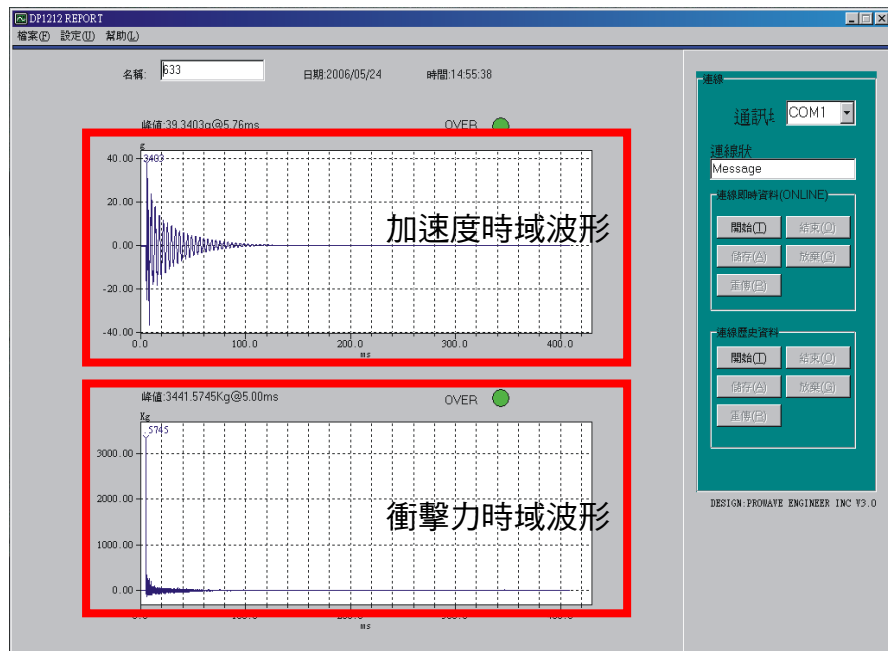 DP1212 REPORT
檔案(F) 設定(U) 幫助(L)
名稱: 633 日期:2006/05/24 時間:14:55:38
峰值:39.3403g@5.76ms OVER
g
3403
40.00
20.00
0.00
-20.00
-40.00
加速度時域波形
0.0 100.0 200.0 300.0 400.0
ms
峰值:3441.5745Kg@5.00ms OVER
Kg
5745
3000.00
2000.00
1000.00
0.00
衝擊力時域波形
ms
連線
通訊 COM1
連線狀
Message
連線即時資料(ONLINE)
開始(T) 結束(O)
儲存(A) 放棄(G)
重傳(R)
連線歷史資料
開始(T) 結束(O)
儲存(A) 放棄(G)
重傳(R)
DESIGN:PROWAVE ENGINEER INC V3.0